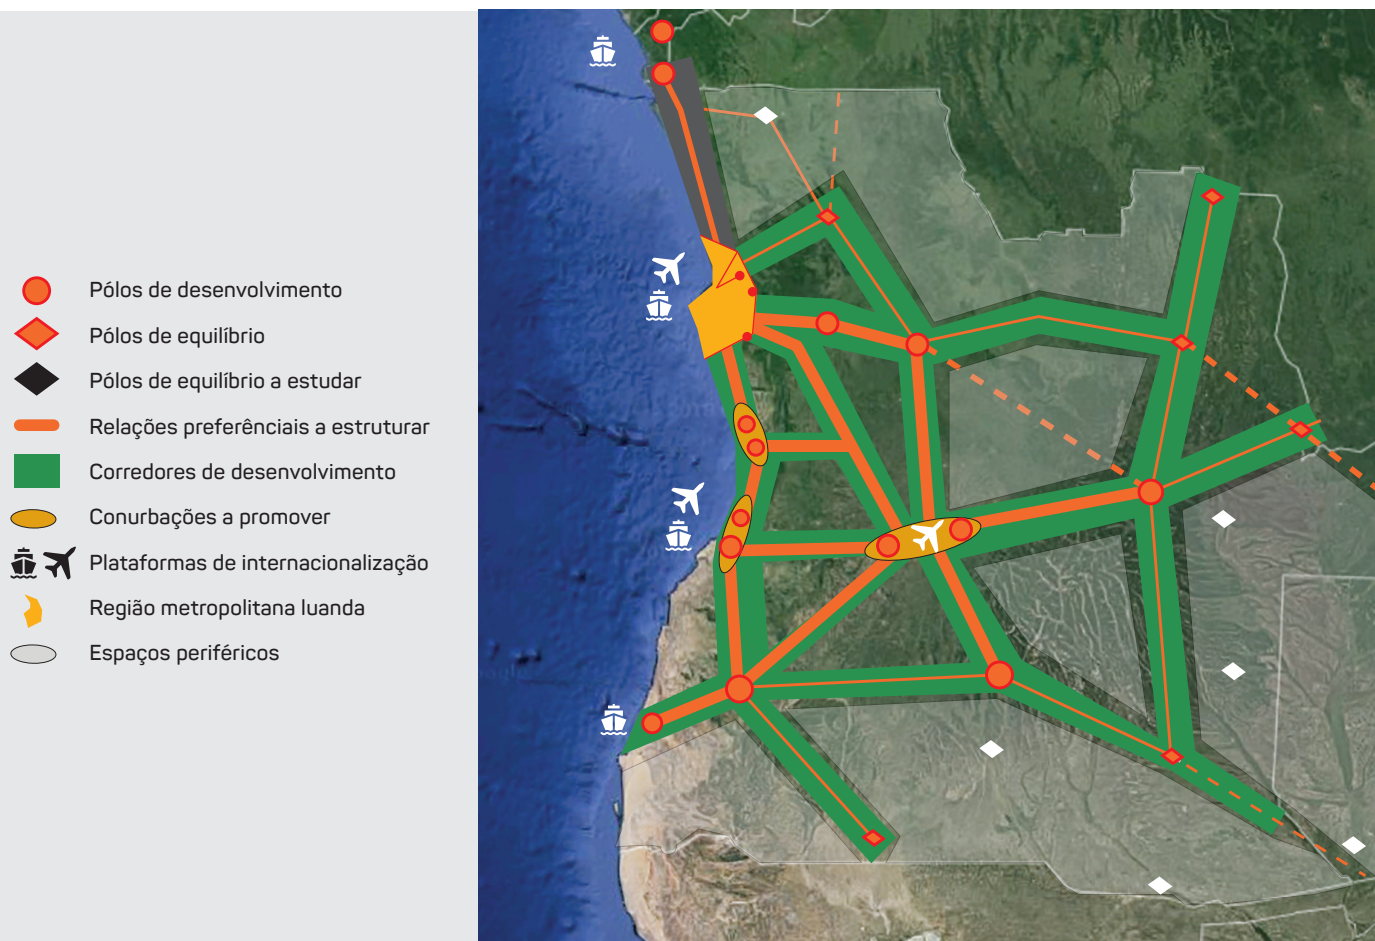 Pólos de desenvolvimento
Pólos de equilíbrio
Pólos de equilíbrio a estudar
Relações preferênciais a estruturar
Corredores de desenvolvimento
Conurbações a promover
Plataformas de internacionalização
Região metropolitana luanda
Espaços periféricos